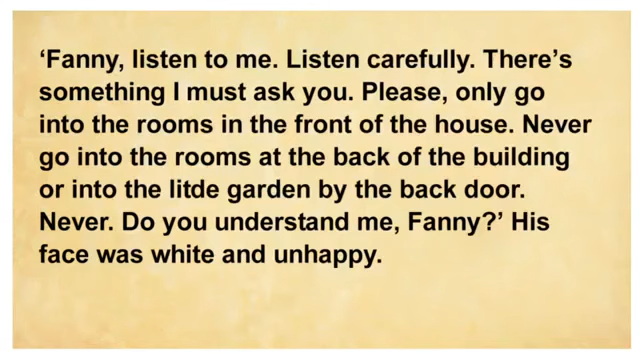 ‘Fanny, listen to me. Listen carefully. There’s
something I must ask you. Please, only go
into the rooms in the front of the house. Never
go into the rooms at the back of the building
or into the litde garden by the back door.
Never. Do you understand me, Fanny?’ His
face was white and unhappy.